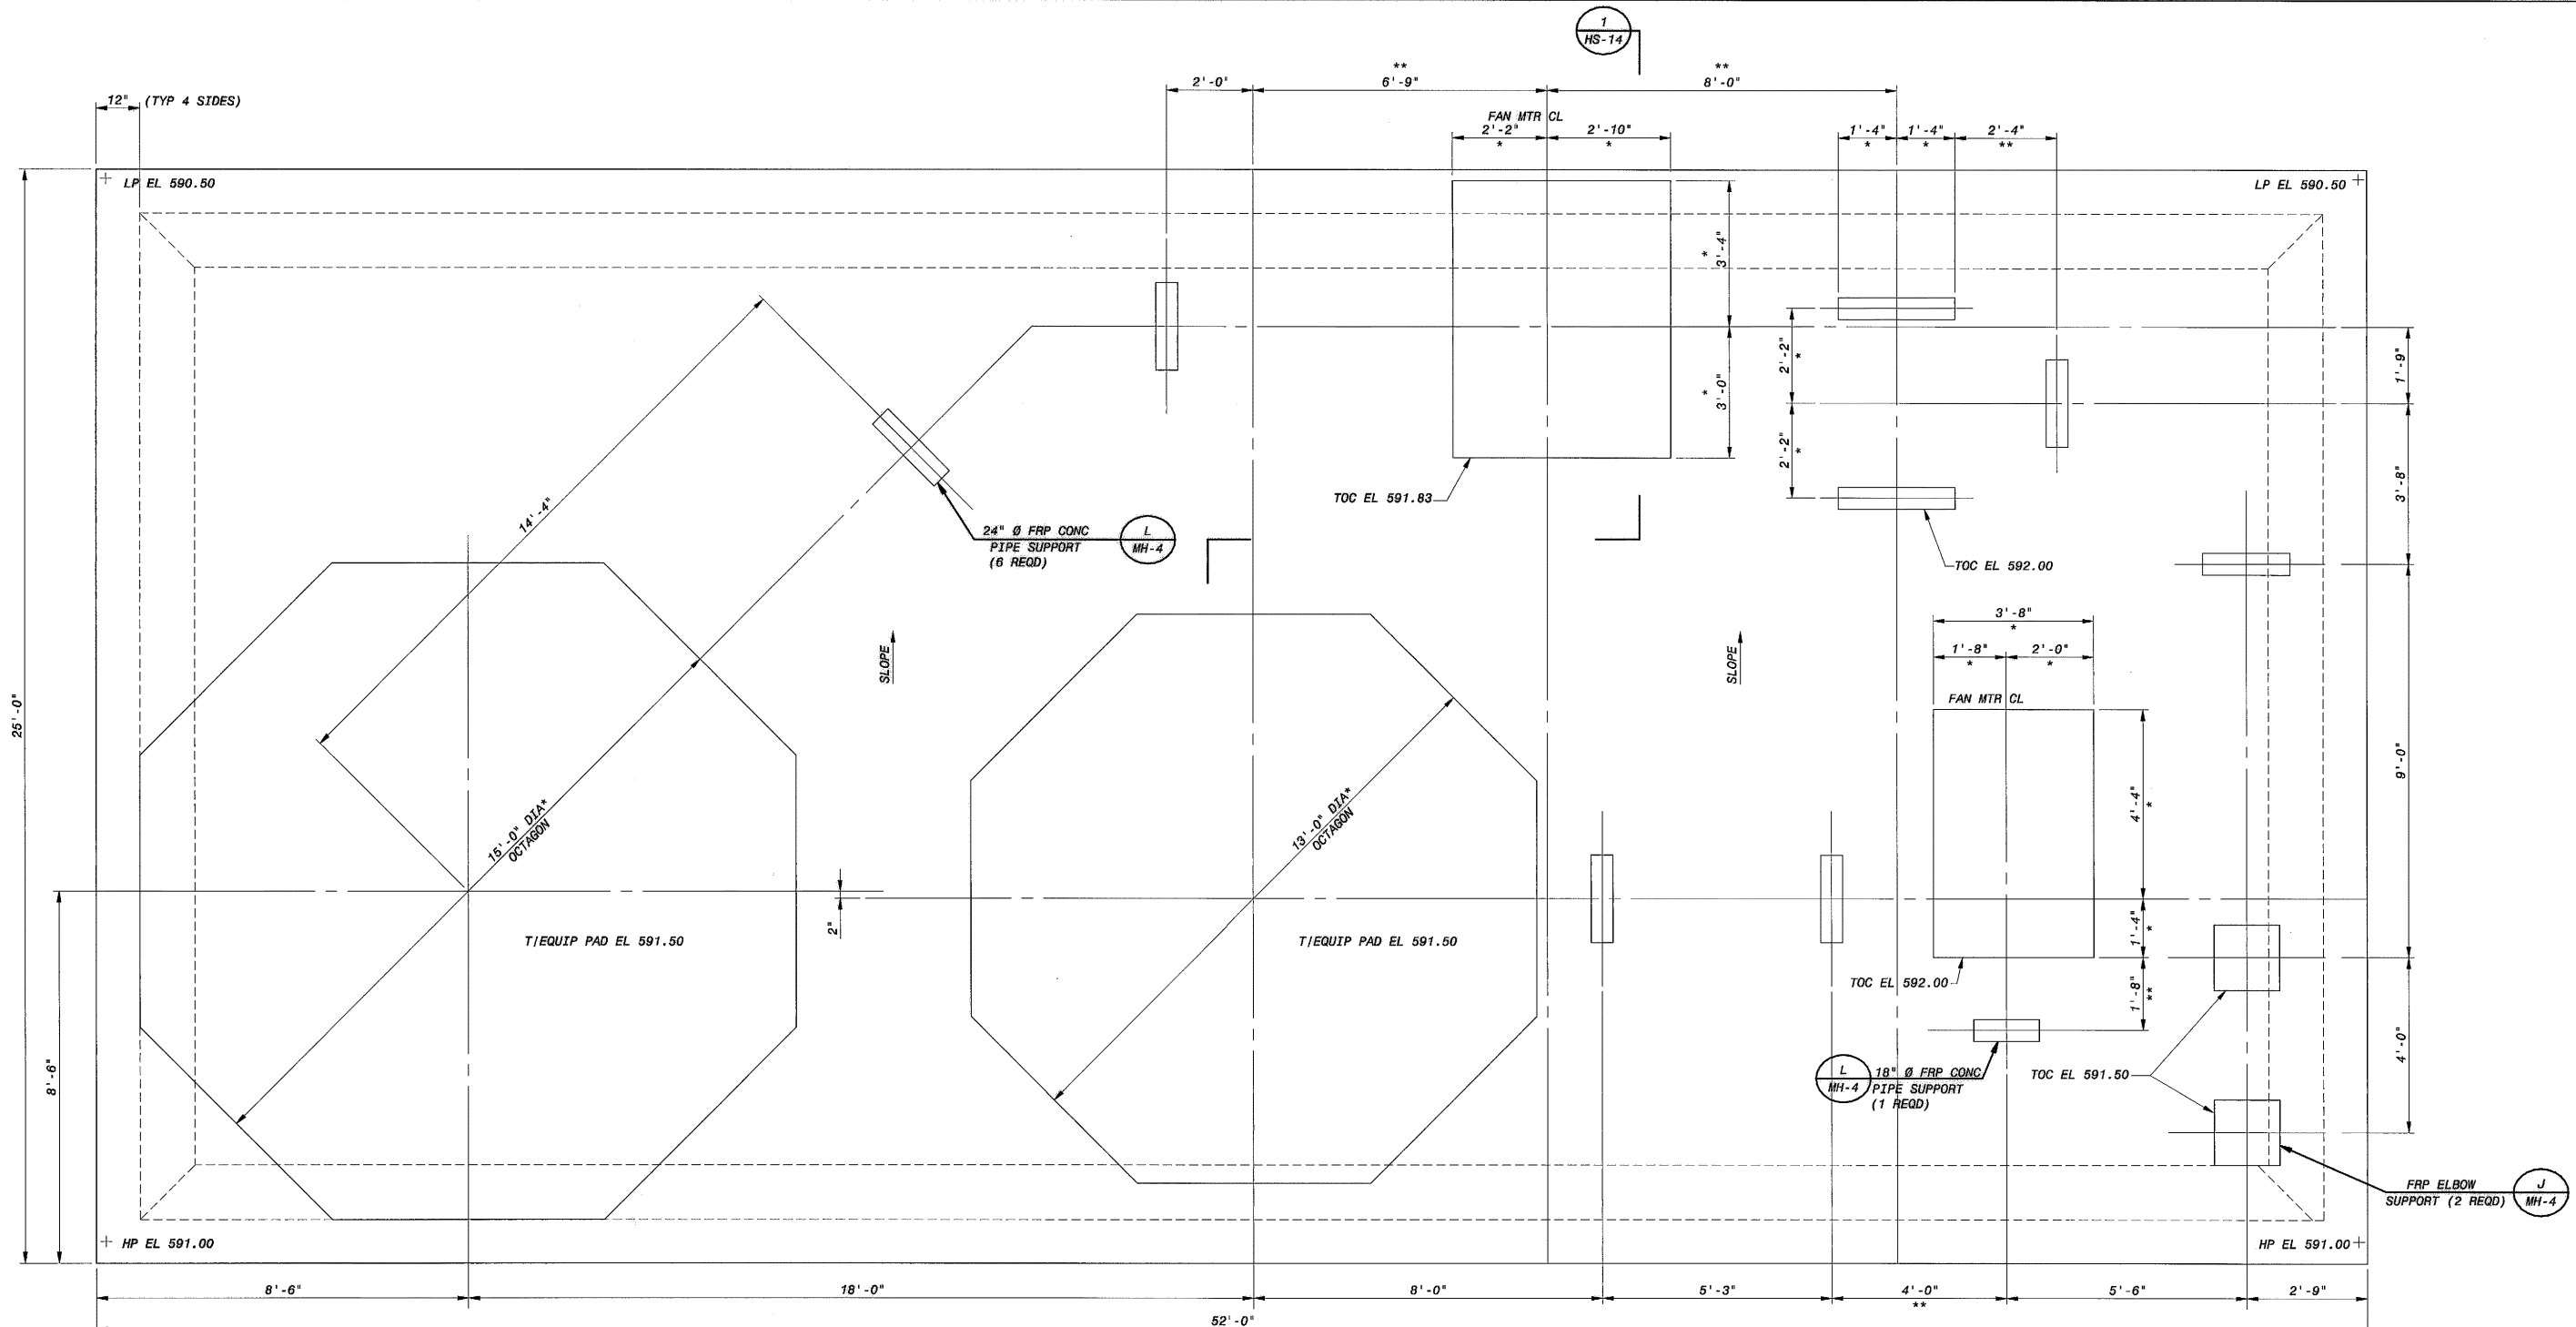 1
HS-14
**
**
2'-0"
6'-9"
8'-0"
12" (TYP 4 SIDES)
FAN MTR CL
2'-2"
2'-10"
1'-4"
1'-4"
2'-4"
*
*
*
*
**
LP EL 590.50
LP EL 590.50
3'-4"
*
3'-0"
*
2'-2"
*
2'-2"
*
1'-9"
3'-8"
TOC EL 591.83
14'-4"
24" Ø FRP CONC
PIPE SUPPORT
(6 REQD)
L
MH-4
TOC EL 592.00
3'-8"
*
1'-8"
2'-0"
*
*
SLOPE
SLOPE
FAN MTR CL
25'-0"
9'-0"
4'-4"
*
15'-0" DIA*
OCTAGON
13'-0" DIA*
OCTAGON
2"
1'-4"
*
T/EQUIP PAD EL 591.50
T/EQUIP PAD EL 591.50
TOC EL 592.00
1'-8"
**
8'-6"
4'-0"
L
MH-4
18" Ø FRP CONC
PIPE SUPPORT
(1 REQD)
TOC EL 591.50
FRP ELBOW
SUPPORT (2 REQD)
J
MH-4
HP EL 591.00
HP EL 591.00
8'-6"
18'-0"
8'-0"
5'-3"
4'-0"
**
5'-6"
2'-9"
52'-0"